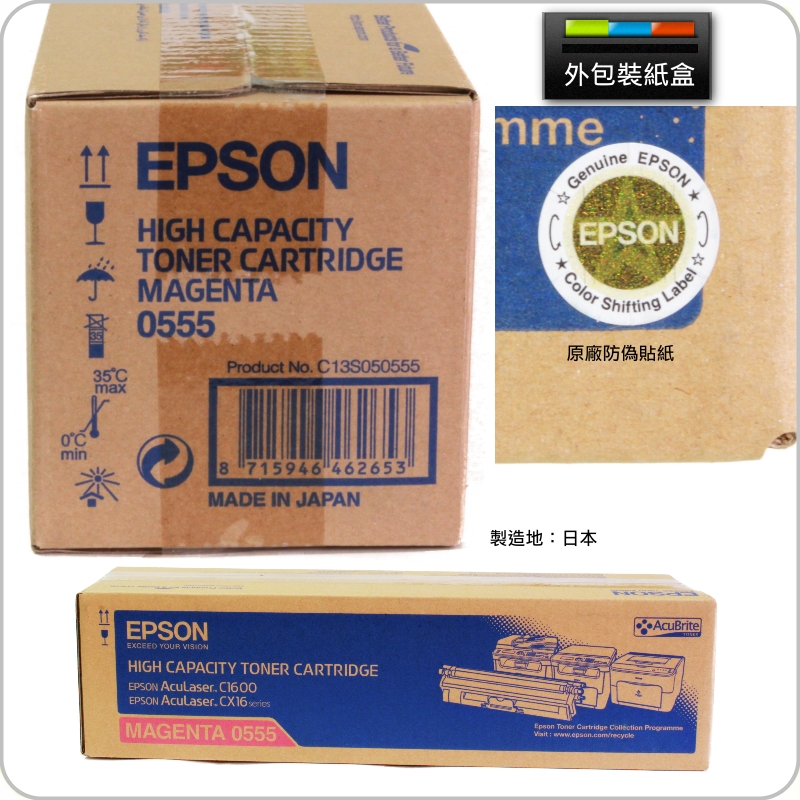 外包裝紙盒
EPSON
HIGH CAPACITY
TONER CARTRIDGE
MAGENTA
0555
Product No. C13S050555
35°C
max
0°C
min
8 715946 462653
MADE IN JAPAN
mme
Genuine EPSON
EPSON
Color Shifting Label
原廠防偽貼紙
製造地：日本
EPSON
EPSON
EXCEED YOUR VISION
AcuBrite
TONER
HIGH CAPACITY TONER CARTRIDGE
EPSON AcuLaser. C1600
EPSON AcuLaser. CX16 series
MAGENTA 0555
Epson Toner Cartridge Collection Programme
Visit : www.epson.com/recycle